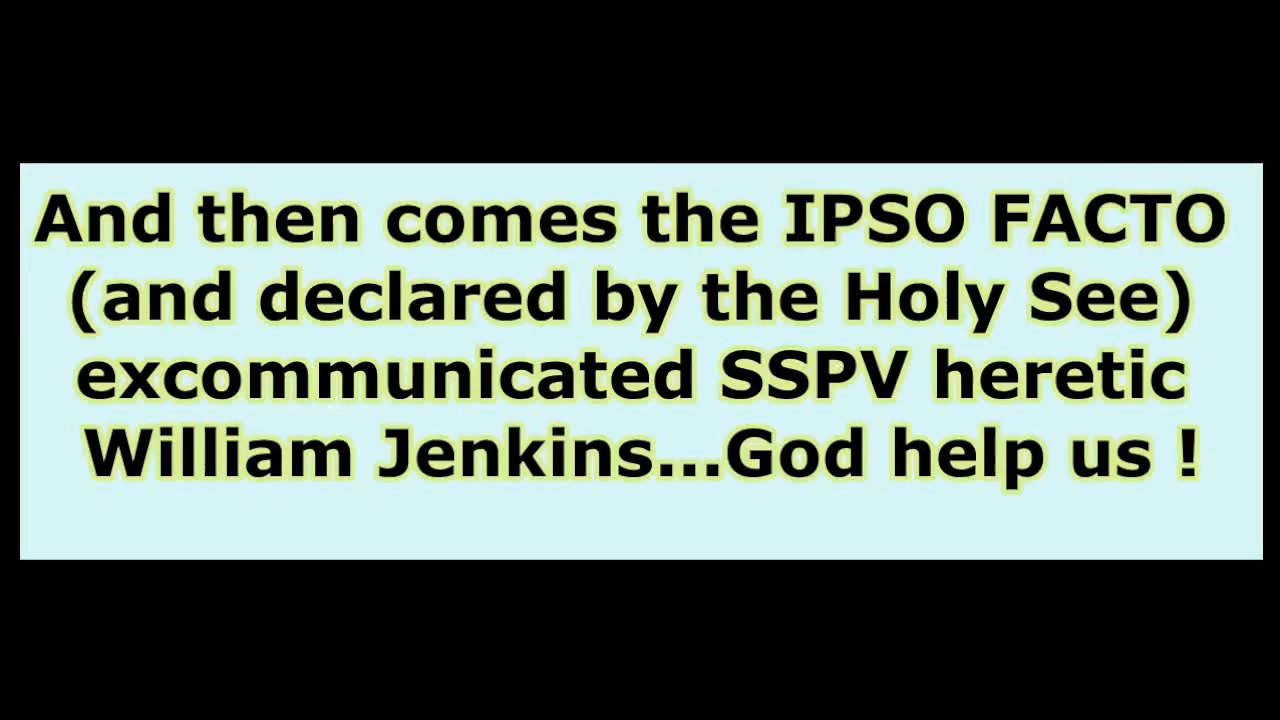 And then comes the IPSO FACTO
(and declared by the Holy See)
excommunicated SSPV heretic
William Jenkins...God help us !